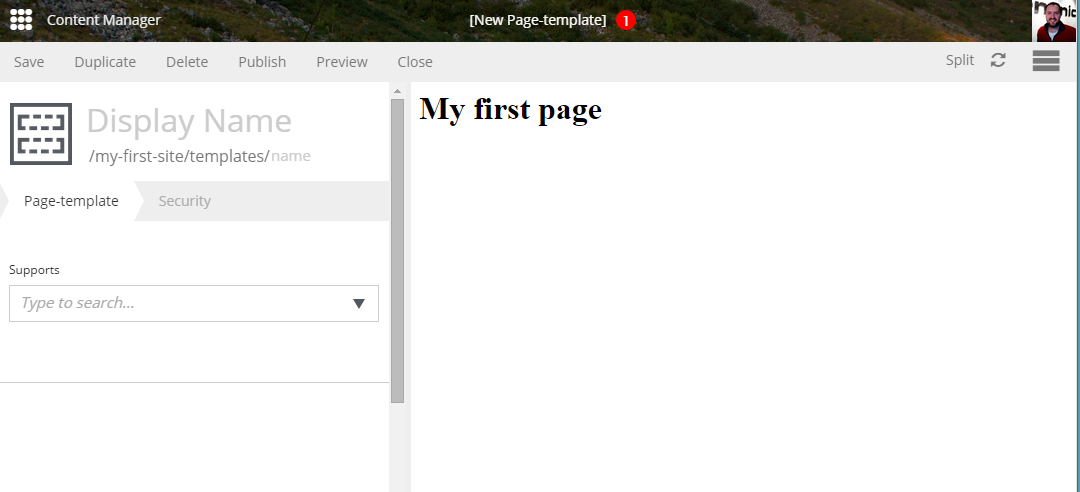 Content Manager
[New Page-template] 1
Save Duplicate Delete Publish Preview Close Split
Display Name
/my-first-site/templates/name
Page-template Security
Supports
Type to search...
My first page